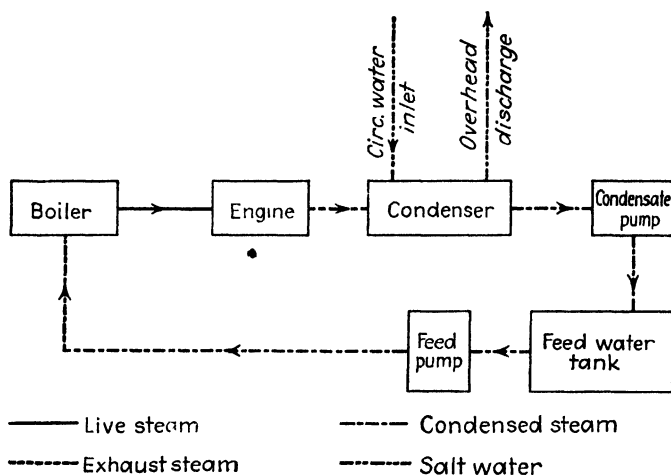 Circ. water
inlet
Overhead
discharge
Boiler
Engine
Condenser
Condensate
pump
Feed
pump
Feed water
tank
Live steam
Condensed steam
Exhaust steam
Salt water